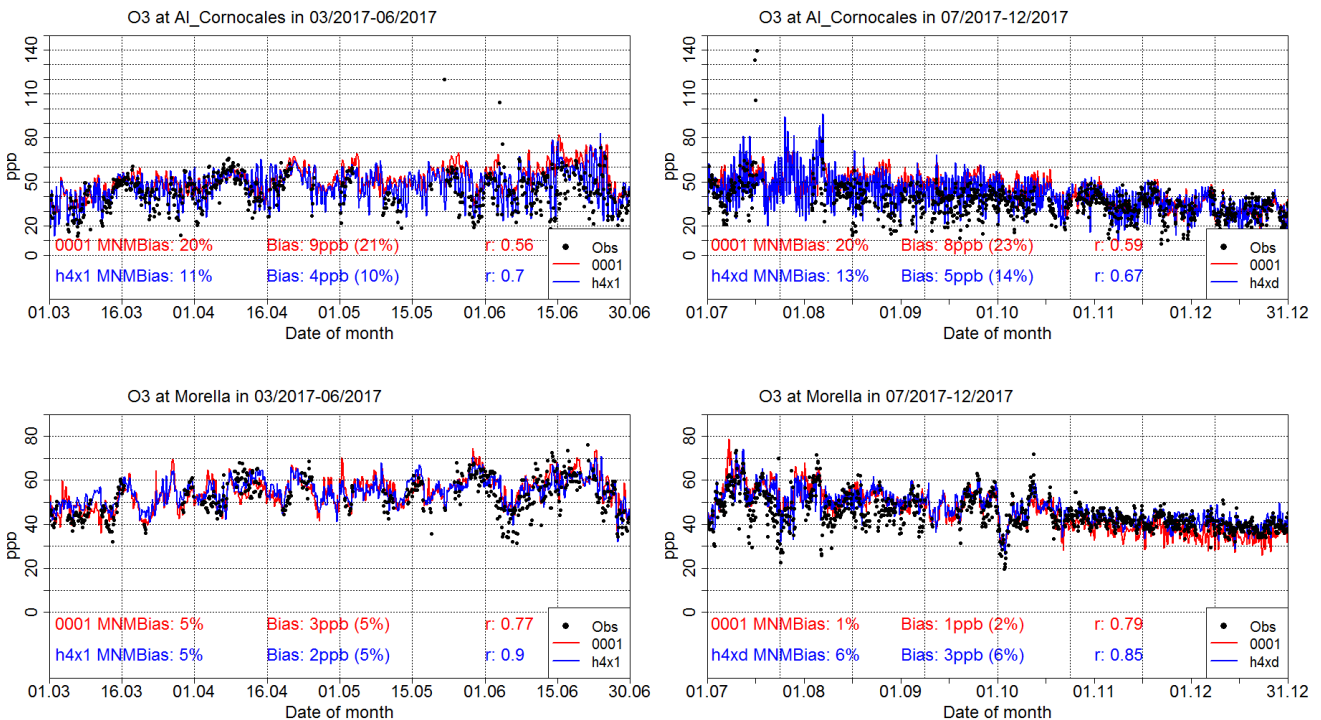 O3 at Al_Cornocales in 03/2017-06/2017
ppb
0 20 50 80 110 140
0001 MNMBias: 20% Bias: 9ppb (21%) r: 0.56
h4x1 MNMBias: 11% Bias: 4ppb (10%) r: 0.7
Obs
0001
h4x1
01.03 16.03 01.04 16.04 01.05 15.05 01.06 15.06 30.06
Date of month
O3 at Al_Cornocales in 07/2017-12/2017
ppb
0 20 50 80 110 140
0001 MNMBias: 20% Bias: 8ppb (23%) r: 0.59
h4xd MNMBias: 13% Bias: 5ppb (14%) r: 0.67
Obs
0001
h4xd
01.07 01.08 01.09 01.10 01.11 01.12 31.12
Date of month
O3 at Morella in 03/2017-06/2017
ppb
0 20 40 60 80
0001 MNMBias: 5% Bias: 3ppb (5%) r: 0.77
h4x1 MNMBias: 5% Bias: 2ppb (5%) r: 0.9
Obs
0001
h4x1
01.03 16.03 01.04 16.04 01.05 15.05 01.06 15.06 30.06
Date of month
O3 at Morella in 07/2017-12/2017
ppb
0 20 40 60 80
0001 MNMBias: 1% Bias: 1ppb (2%) r: 0.79
h4xd MNMBias: 6% Bias: 3ppb (6%) r: 0.85
Obs
0001
h4xd
01.07 01.08 01.09 01.10 01.11 01.12 31.12
Date of month